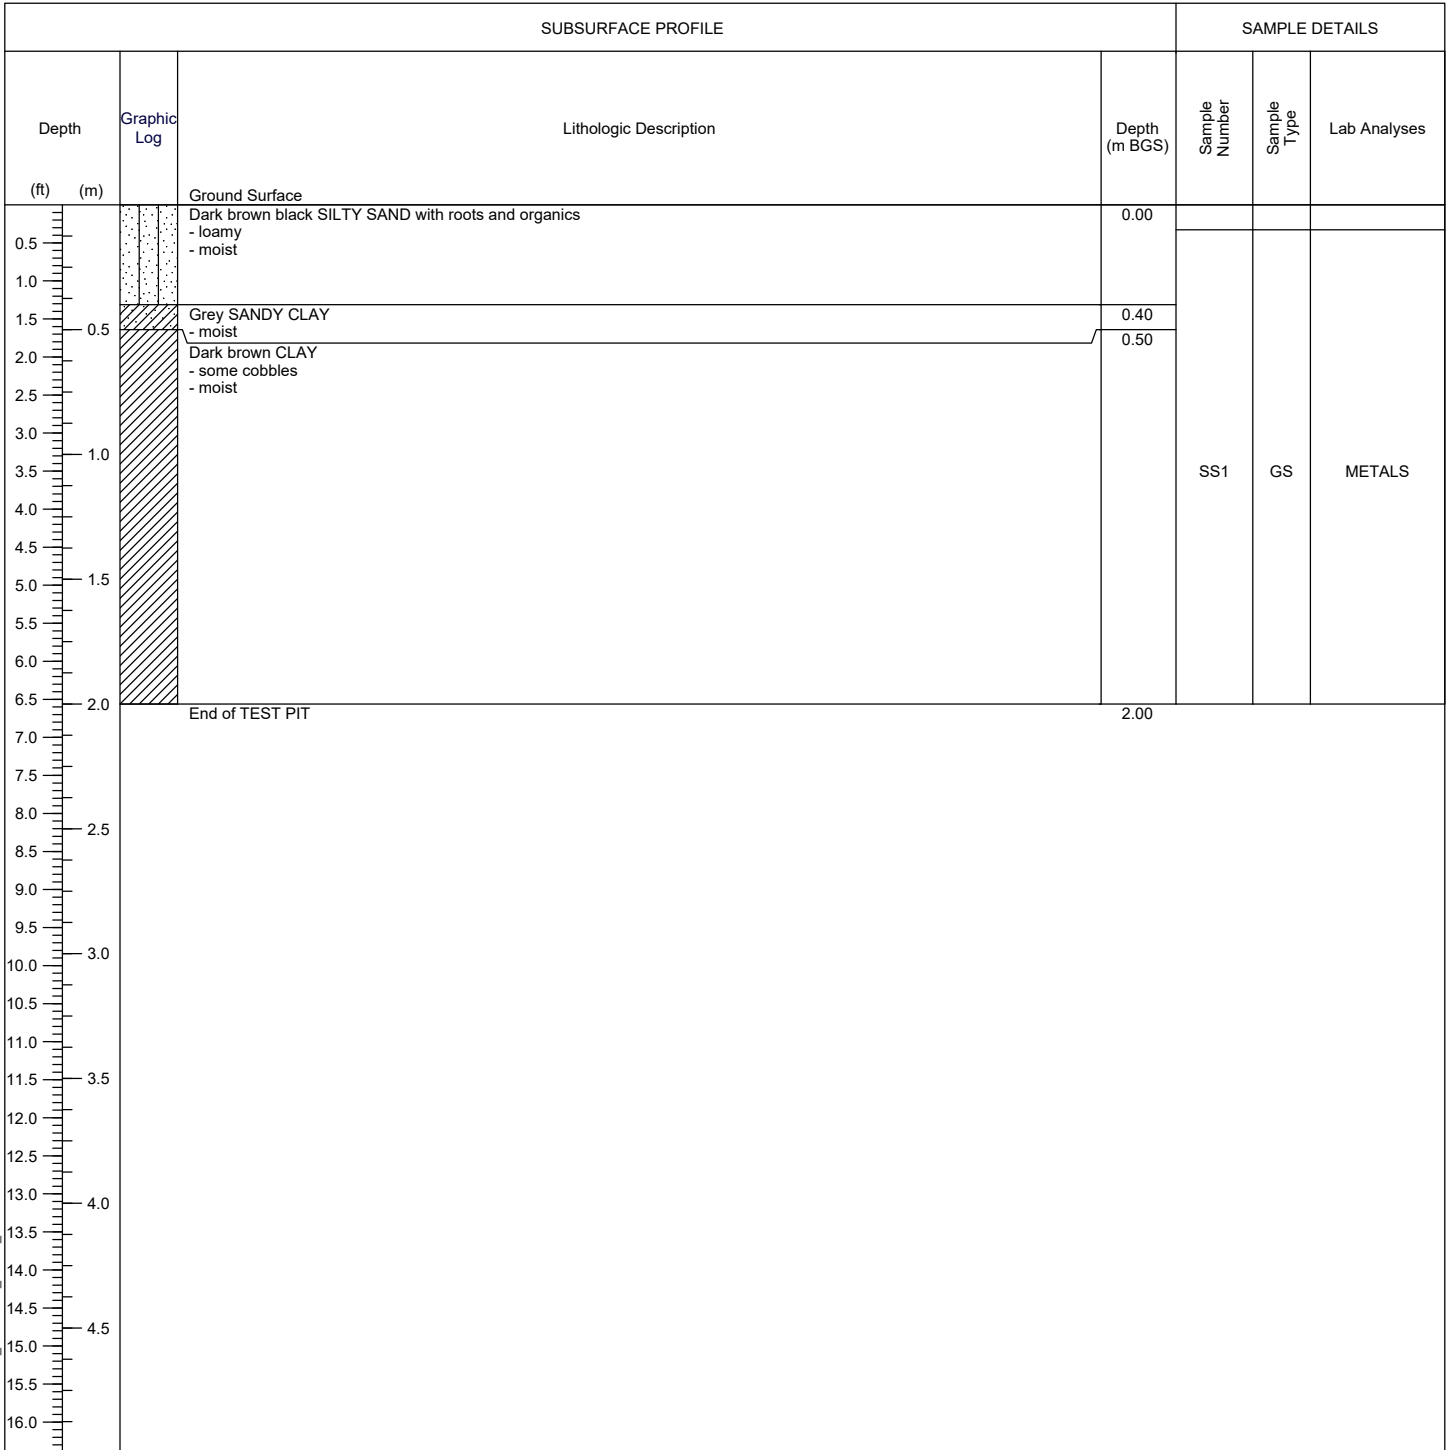 SUBSURFACE PROFILE
SAMPLE DETAILS
Depth
Graphic
Log
Lithologic Description
Depth
(m BGS)
Sample
Number
Sample
Type
Lab Analyses
(ft) (m)
Ground Surface
Dark brown black SILTY SAND with roots and organics
- loamy
- moist
0.00
Grey SANDY CLAY
- moist
0.40
Dark brown CLAY
- some cobbles
- moist
0.50
SS1 GS METALS
End of TEST PIT
2.00
0.5
1.0
1.5
2.0
2.5
3.0
3.5
4.0
4.5
5.0
5.5
6.0
6.5
7.0
7.5
8.0
8.5
9.0
9.5
10.0
10.5
11.0
11.5
12.0
12.5
13.0
13.5
14.0
14.5
15.0
15.5
16.0
0.5
1.0
1.5
2.0
2.5
3.0
3.5
4.0
4.5